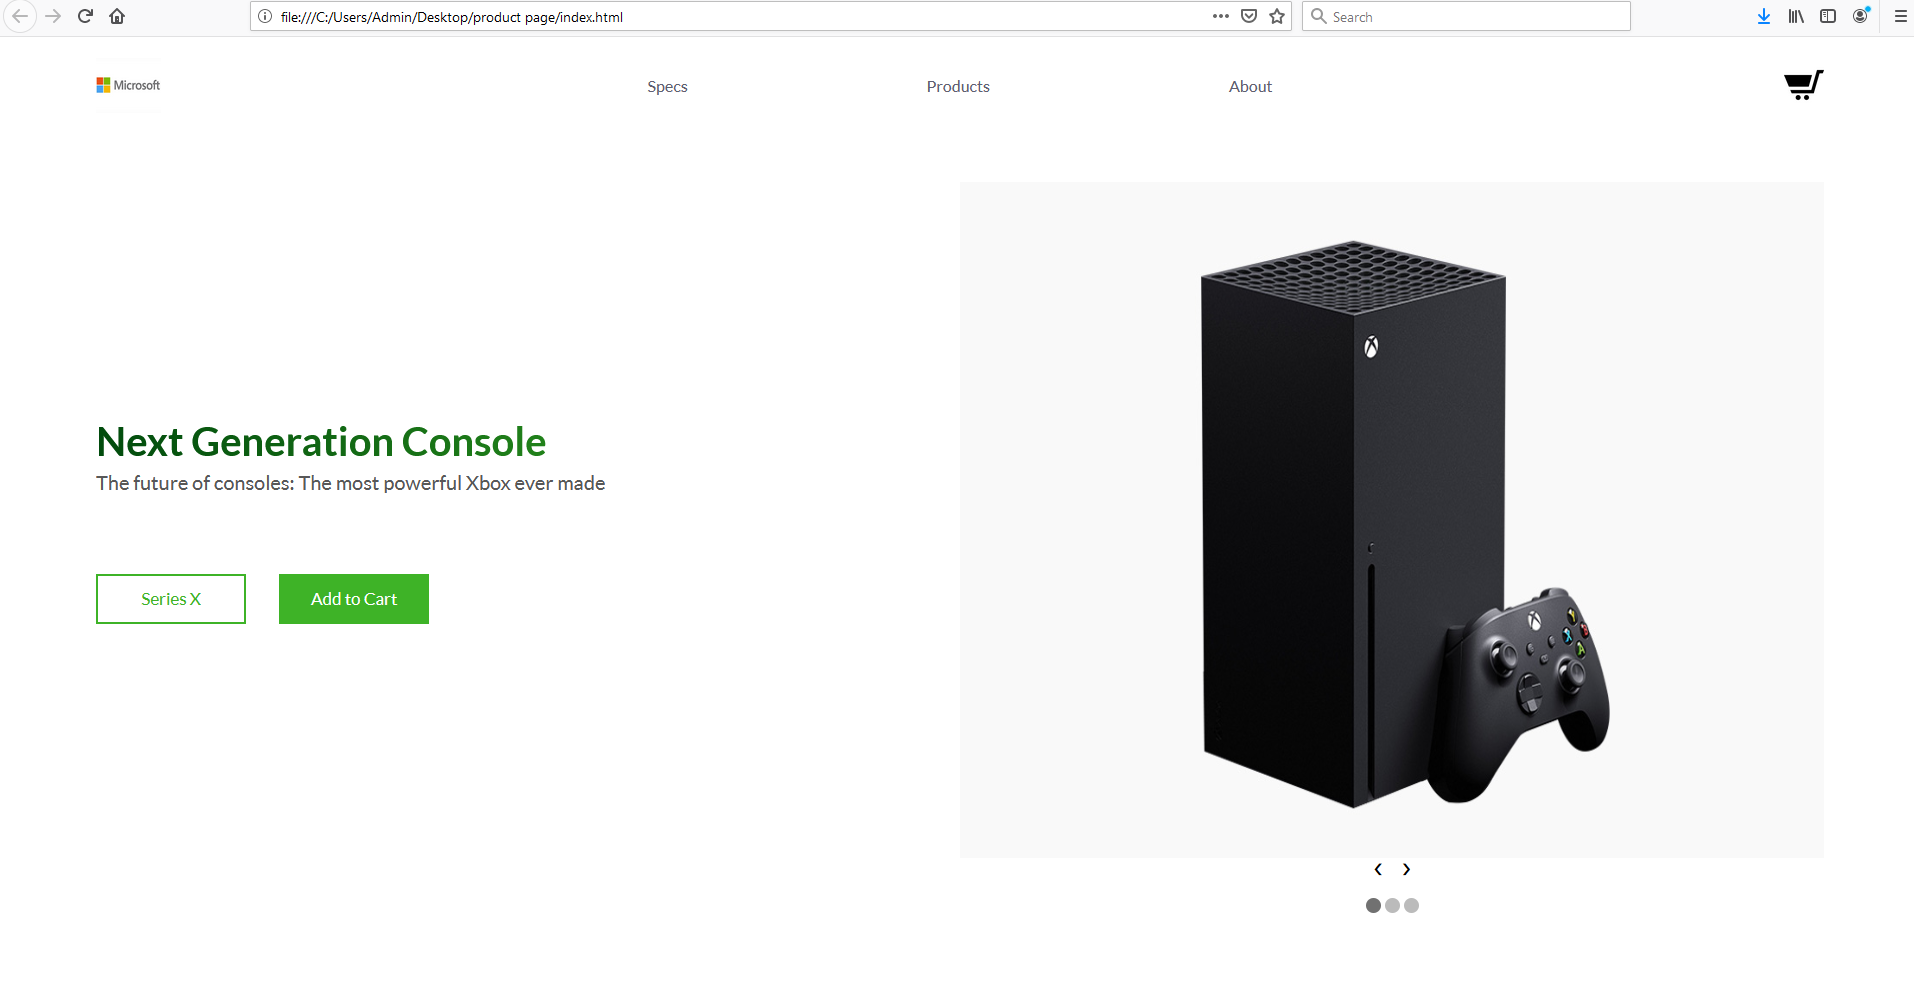 file:///C:/Users/Admin/Desktop/product page/index.html
Search
Microsoft
Specs
Products
About
Next Generation Console
The future of consoles: The most powerful Xbox ever made
Series X
Add to Cart
Y
X
B
A